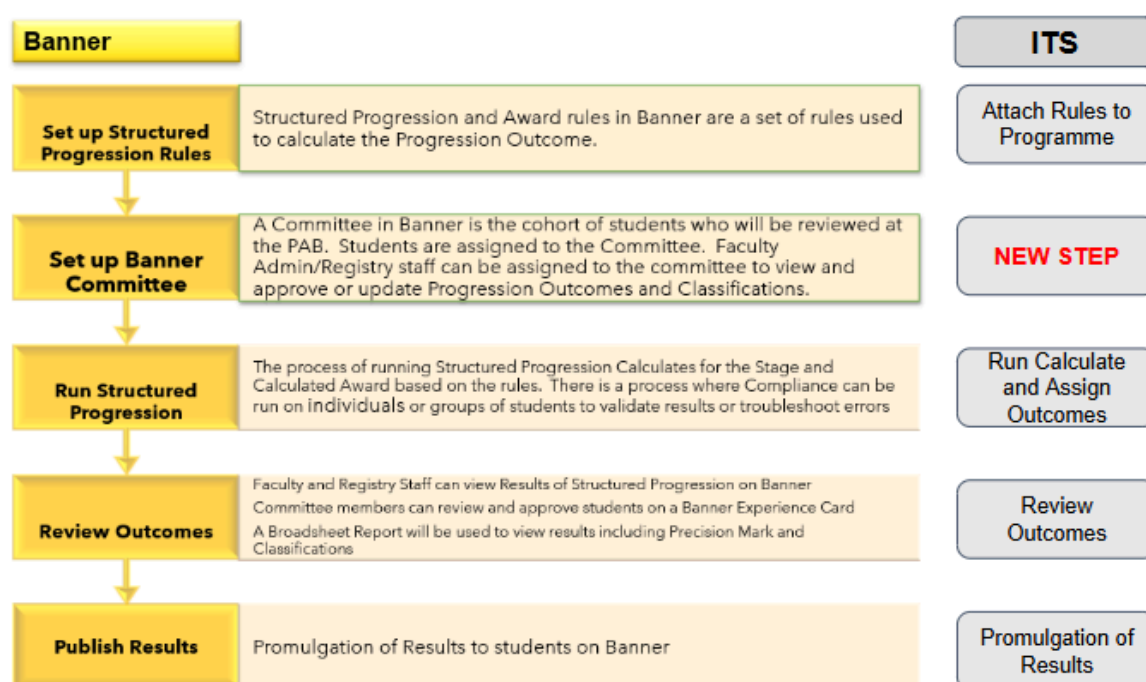 Banner
ITS
Set up Structured
Progression Rules
Structured Progression and Award rules in Banner are a set of rules used
to calculate the Progression Outcome.
Attach Rules to
Programme
Set up Banner
Committee
A Committee in Banner is the cohort of students who will be reviewed at
the PAB. Students are assigned to the Committee. Faculty
Admin/Registry staff can be assigned to the committee to view and
approve or update Progression Outcomes and Classifications.
NEW STEP
Run Structured
Progression
The process of running Structured Progression Calculates for the Stage and
Calculated Award based on the rules. There is a process where Compliance can be
run on individuals or groups of students to validate results or troubleshoot errors
Run Calculate
and Assign
Outcomes
Review Outcomes
Faculty and Registry Staff can view Results of Structured Progression on Banner
Committee members can review and approve students on a Banner Experience Card
A Broadsheet Report will be used to view results including Precision Mark and
Classifications
Review
Outcomes
Publish Results
Promulgation of Results to students on Banner
Promulgation of
Results